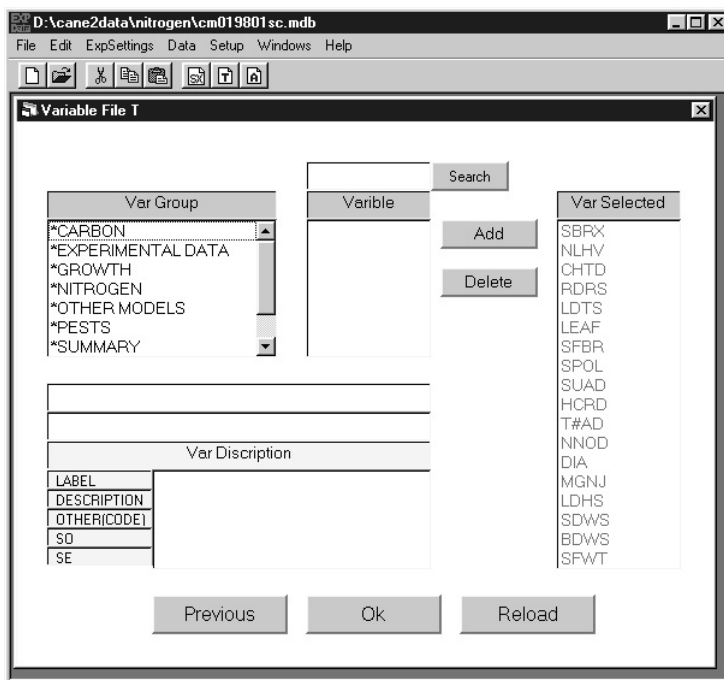 D:\cane2data\nitrogen\cm019801sc.mdb
File Edit ExpSettings Data Setup Windows Help
SX T A
Variable File T
Search
Var Group
*CARBON
*EXPERIMENTAL DATA
*GROWTH
*NITROGEN
*OTHER MODELS
*PESTS
*SUMMARY
Varible
Add
Delete
Var Selected
SBRX
NLHV
CHTD
RDRS
LDTS
LEAF
SFBR
SPOL
SUAD
HCRD
T#AD
NNOD
DIA
MGNJ
LDHS
SDWS
BDWS
SFWT
Var Discription
LABEL
DESCRIPTION
OTHER(CODE)
SO
SE
Previous Ok Reload